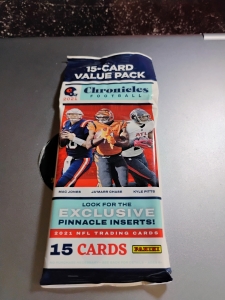 15-CARD
VALUE PACK
2021
Chronicles
FOOTBALL
MAC JONES
JA'MARR CHASE
KYLE PITTS
LOOK FOR THE
EXCLUSIVE
PINNACLE INSERTS!
2021 NFL TRADING CARDS
15 CARDS
PANINI